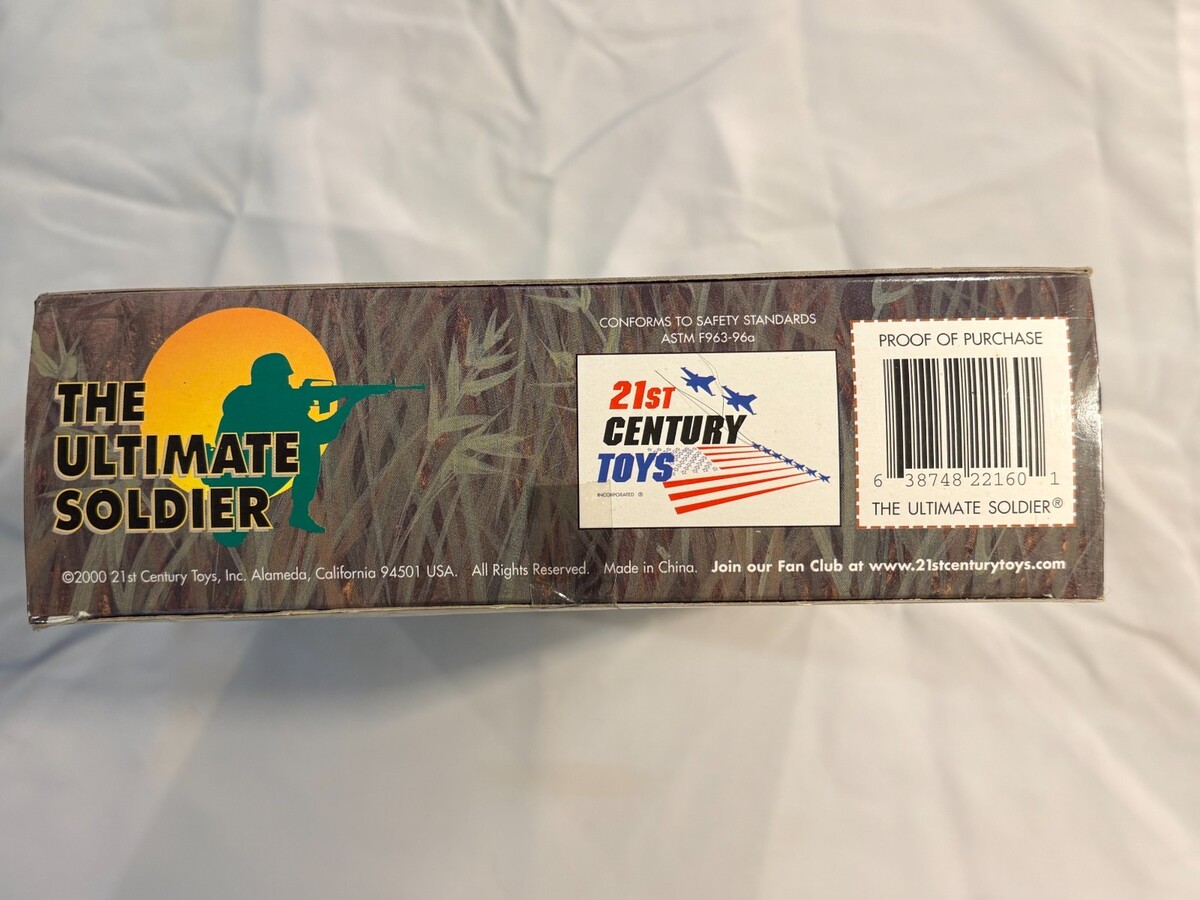 THE
ULTIMATE
SOLDIER
CONFORMS TO SAFETY STANDARDS
ASTM F963-96a
21ST
CENTURY
TOYS
INCORPORATED ®
PROOF OF PURCHASE
6 38748 22160 1
THE ULTIMATE SOLDIER®
©2000 21st Century Toys, Inc. Alameda, California 94501 USA. All Rights Reserved. Made in China. Join our Fan Club at www.21stcenturytoys.com